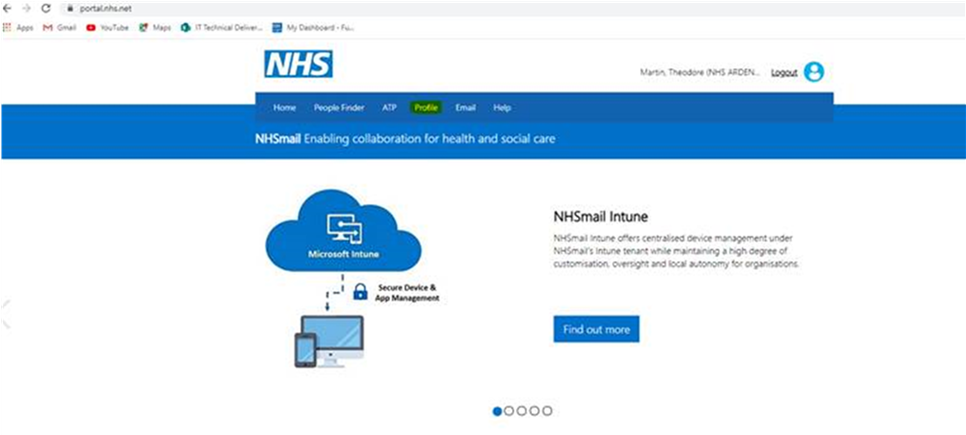 portal.nhs.net
Apps Gmail YouTube Maps IT Technical Deliver... My Dashboard - Fu...
NHS
Martin, Theodore (NHS ARDEN... Logout
Home People Finder ATP Profile Email Help
NHSmail Enabling collaboration for health and social care
NHSmail Intune
NHSmail Intune offers centralised device management under
NHSmail's Intune tenant while maintaining a high degree of
customisation, oversight and local autonomy for organisations.
Find out more
Microsoft Intune
Secure Device &
App Management